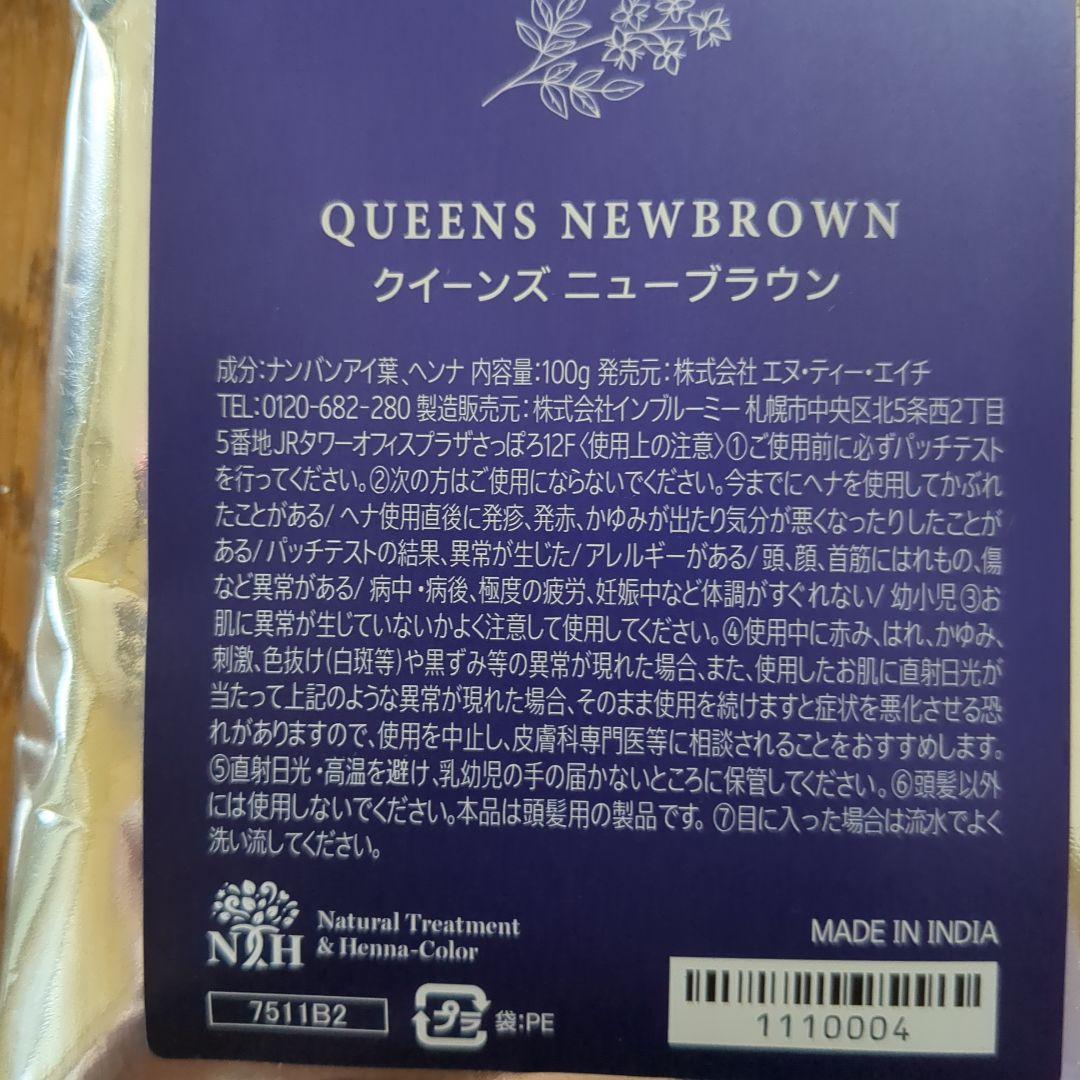 QUEENS NEWBROWN
クイーンズ ニューブラウン
成分:ナンバンアイ葉、ヘンナ 内容量:100g 発売元:株式会社 エヌ・ティー・エイチ
TEL:0120-682-280 製造販売元:株式会社インブルーミー 札幌市中央区北5条西2丁目
5番地 JRタワーオフィスプラザさっぽろ12F〈使用上の注意〉①ご使用前に必ずパッチテスト
を行ってください。②次の方はご使用にならないでください。今までにヘナを使用してかぶれ
たことがある/ ヘナ使用直後に発疹、発赤、かゆみが出たり気分が悪くなったりしたことが
ある/ パッチテストの結果、異常が生じた/ アレルギーがある/ 頭、顔、首筋にはれもの、傷
など異常がある/ 病中・病後、極度の疲労、妊娠中など体調がすぐれない/ 幼小児 ③お
肌に異常が生じていないかよく注意して使用してください。④使用中に赤み、はれ、かゆみ、
刺激、色抜け(白斑等)や黒ずみ等の異常が現れた場合、また、使用したお肌に直射日光が
当たって上記のような異常が現れた場合、そのまま使用を続けますと症状を悪化させる恐
れがありますので、使用を中止し、皮膚科専門医等に相談されることをおすすめします。
⑤直射日光・高温を避け、乳幼児の手の届かないところに保管してください。⑥頭髪以外
には使用しないでください。本品は頭髪用の製品です。⑦目に入った場合は流水でよく
洗い流してください。
NTH
Natural Treatment
& Henna-Color
MADE IN INDIA
7511B2
プラ
袋:PE
1110004